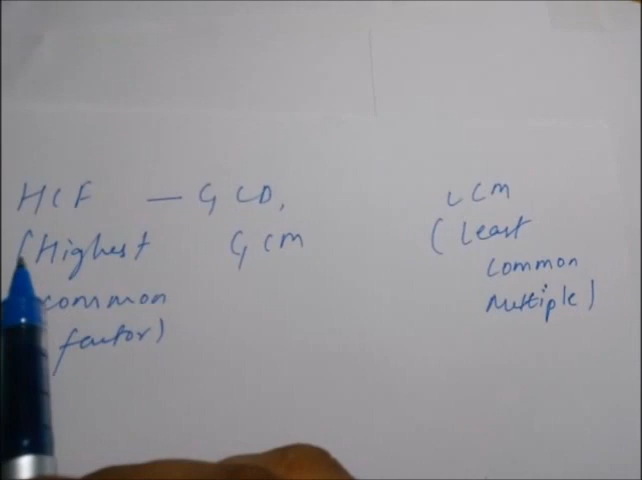 HCF — GCD,
(Highest GCM
common
factor)
LCM
(Least
common
Multiple)